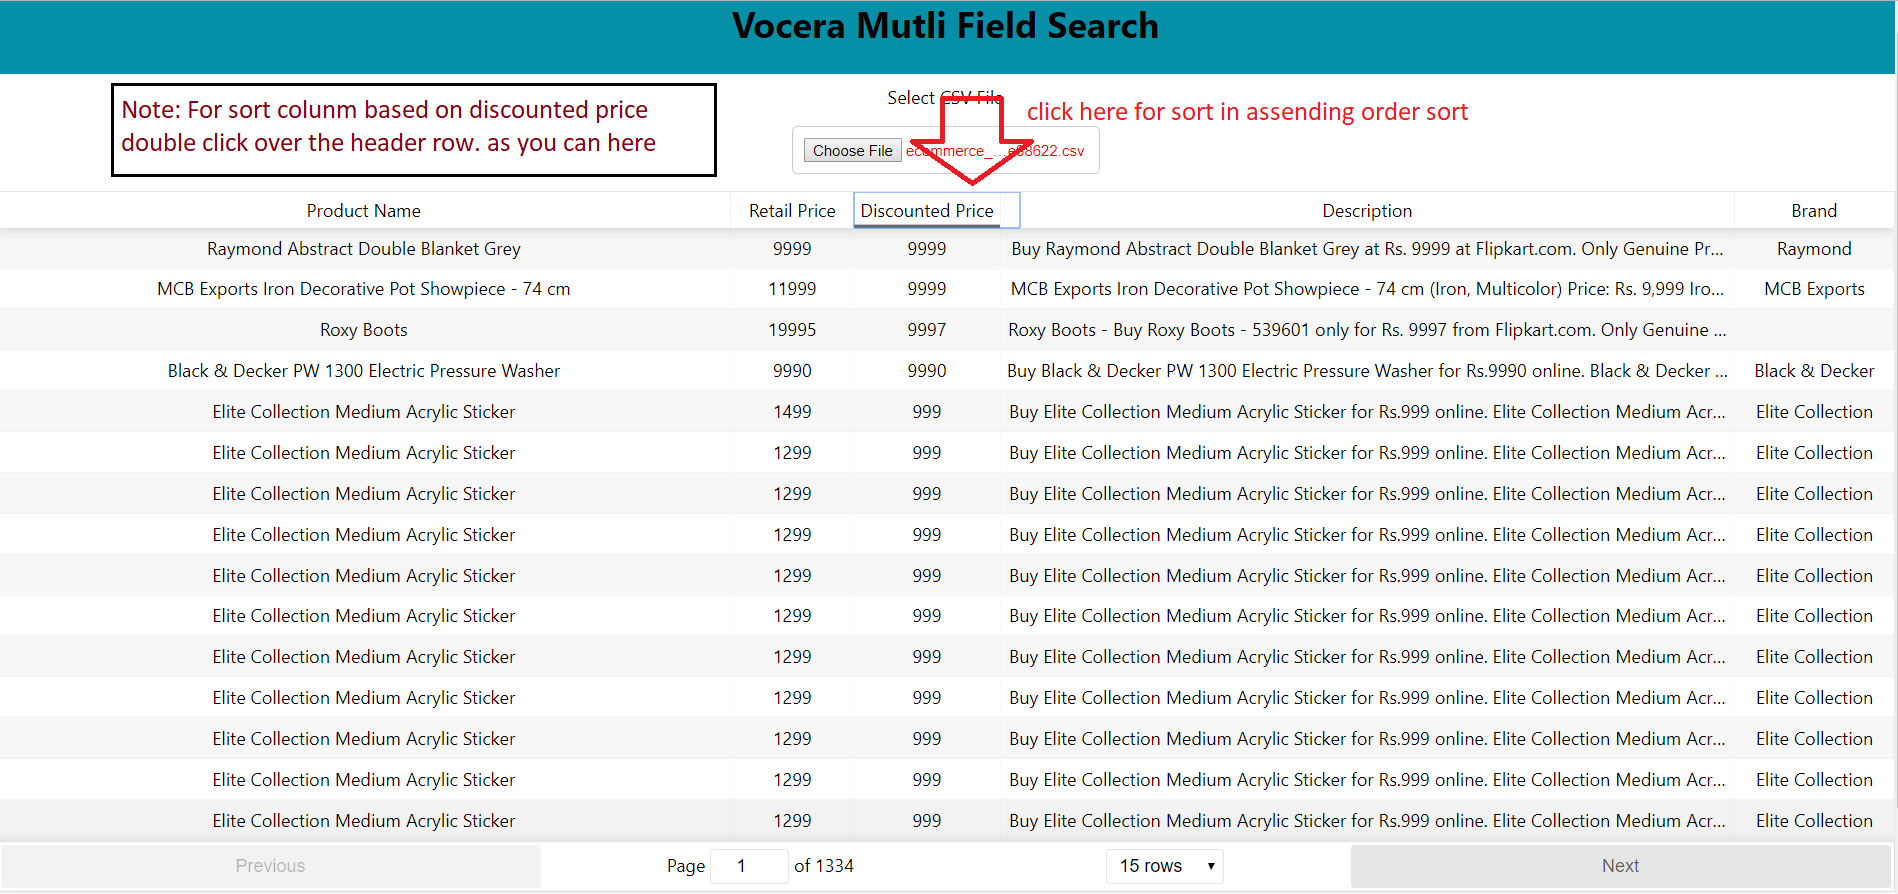 Vocera Mutli Field Search
Note: For sort colunm based on discounted price
double click over the header row. as you can here
Select CSV File
click here for sort in assending order sort
Choose File ecommerce_...e68622.csv
Product Name Retail Price Discounted Price Description Brand
Raymond Abstract Double Blanket Grey 9999 9999 Buy Raymond Abstract Double Blanket Grey at Rs. 9999 at Flipkart.com. Only Genuine Pr... Raymond
MCB Exports Iron Decorative Pot Showpiece - 74 cm 11999 9999 MCB Exports Iron Decorative Pot Showpiece - 74 cm (Iron, Multicolor) Price: Rs. 9,999 Iro... MCB Exports
Roxy Boots 19995 9997 Roxy Boots - Buy Roxy Boots - 539601 only for Rs. 9997 from Flipkart.com. Only Genuine ...
Black & Decker PW 1300 Electric Pressure Washer 9990 9990 Buy Black & Decker PW 1300 Electric Pressure Washer for Rs.9990 online. Black & Decker ... Black & Decker
Elite Collection Medium Acrylic Sticker 1499 999 Buy Elite Collection Medium Acrylic Sticker for Rs.999 online. Elite Collection Medium Acr... Elite Collection
Elite Collection Medium Acrylic Sticker 1299 999 Buy Elite Collection Medium Acrylic Sticker for Rs.999 online. Elite Collection Medium Acr... Elite Collection
Elite Collection Medium Acrylic Sticker 1299 999 Buy Elite Collection Medium Acrylic Sticker for Rs.999 online. Elite Collection Medium Acr... Elite Collection
Elite Collection Medium Acrylic Sticker 1299 999 Buy Elite Collection Medium Acrylic Sticker for Rs.999 online. Elite Collection Medium Acr... Elite Collection
Elite Collection Medium Acrylic Sticker 1299 999 Buy Elite Collection Medium Acrylic Sticker for Rs.999 online. Elite Collection Medium Acr... Elite Collection
Elite Collection Medium Acrylic Sticker 1299 999 Buy Elite Collection Medium Acrylic Sticker for Rs.999 online. Elite Collection Medium Acr... Elite Collection
Elite Collection Medium Acrylic Sticker 1299 999 Buy Elite Collection Medium Acrylic Sticker for Rs.999 online. Elite Collection Medium Acr... Elite Collection
Elite Collection Medium Acrylic Sticker 1299 999 Buy Elite Collection Medium Acrylic Sticker for Rs.999 online. Elite Collection Medium Acr... Elite Collection
Elite Collection Medium Acrylic Sticker 1299 999 Buy Elite Collection Medium Acrylic Sticker for Rs.999 online. Elite Collection Medium Acr... Elite Collection
Elite Collection Medium Acrylic Sticker 1299 999 Buy Elite Collection Medium Acrylic Sticker for Rs.999 online. Elite Collection Medium Acr... Elite Collection
Elite Collection Medium Acrylic Sticker 1299 999 Buy Elite Collection Medium Acrylic Sticker for Rs.999 online. Elite Collection Medium Acr... Elite Collection
Previous Page 1 of 1334 15 rows Next